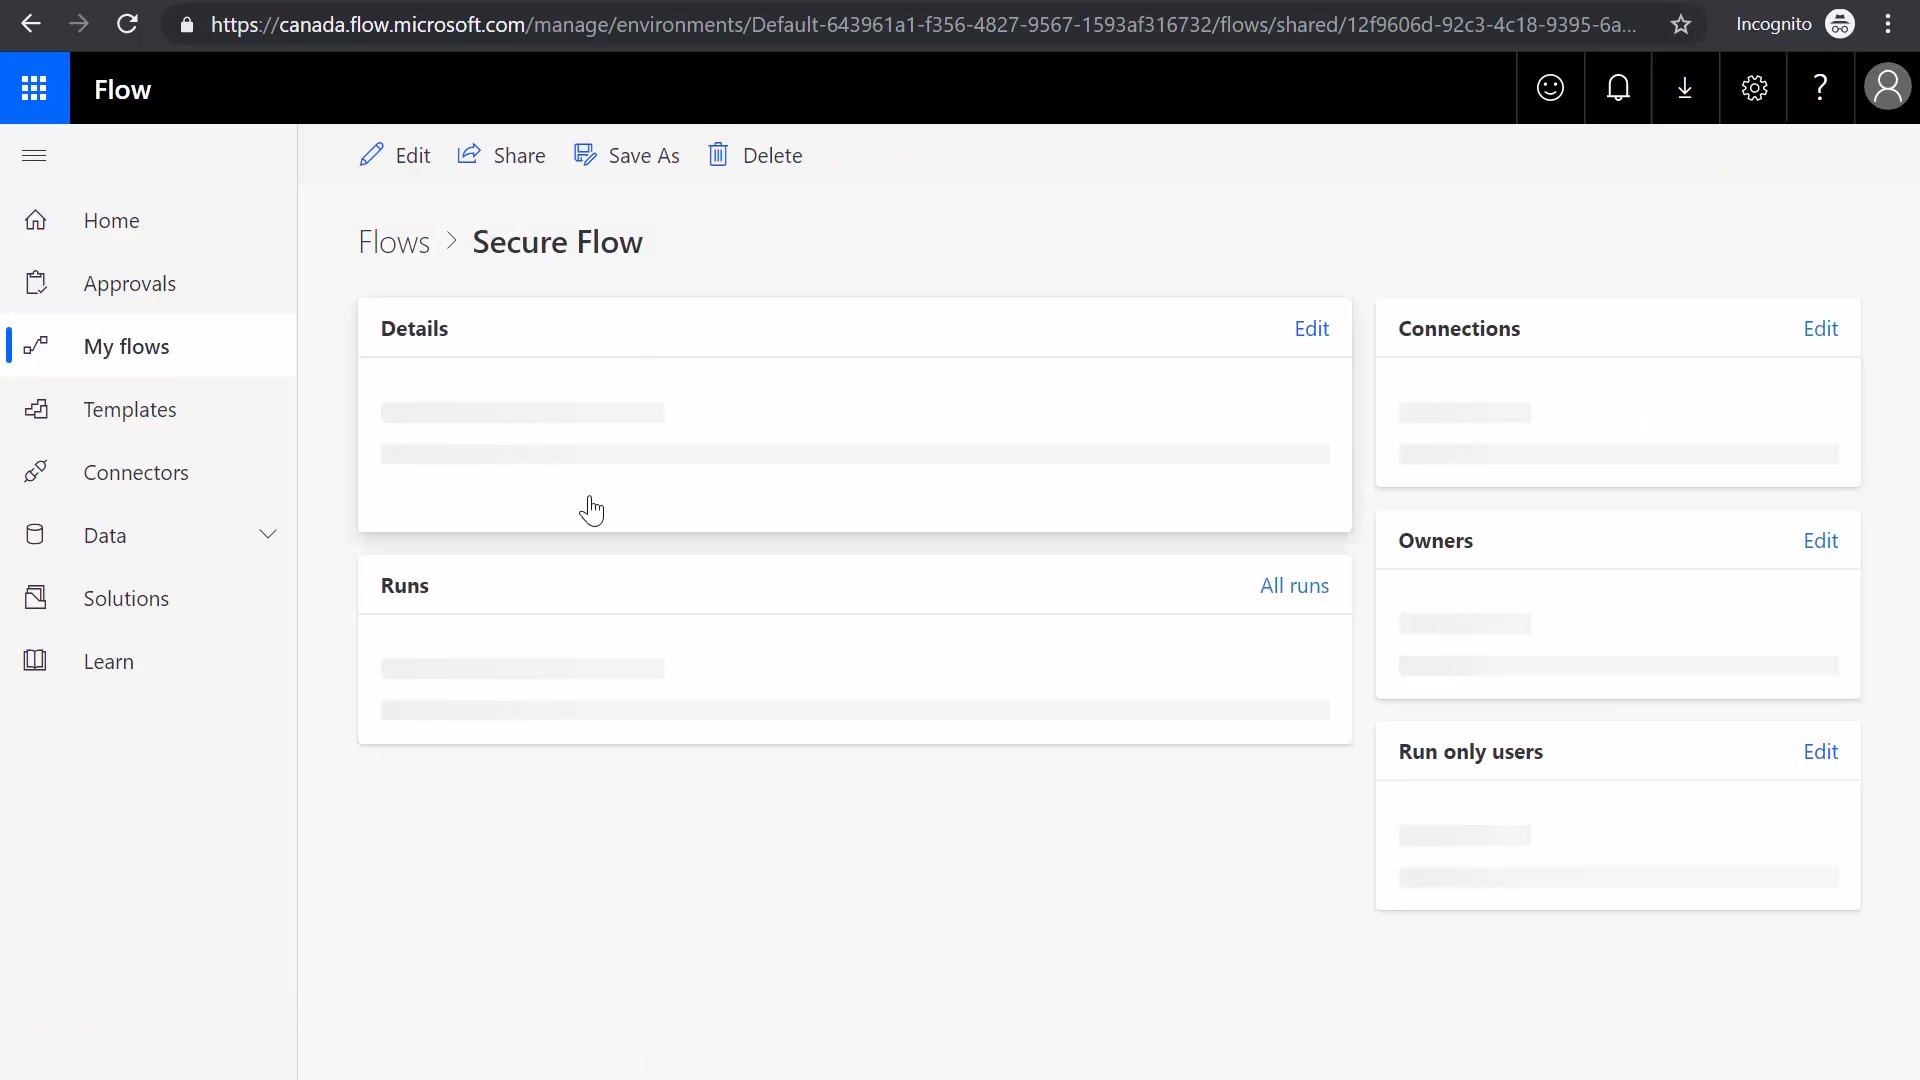 https://canada.flow.microsoft.com/manage/environments/Default-643961a1-f356-4827-9567-1593af316732/flows/shared/12f9606d-92c3-4c18-9395-6a...
Incognito
Flow
Edit
Share
Save As
Delete
Home
Approvals
My flows
Templates
Connectors
Data
Solutions
Learn
Flows > Secure Flow
Details
Edit
Runs
All runs
Connections
Edit
Owners
Edit
Run only users
Edit